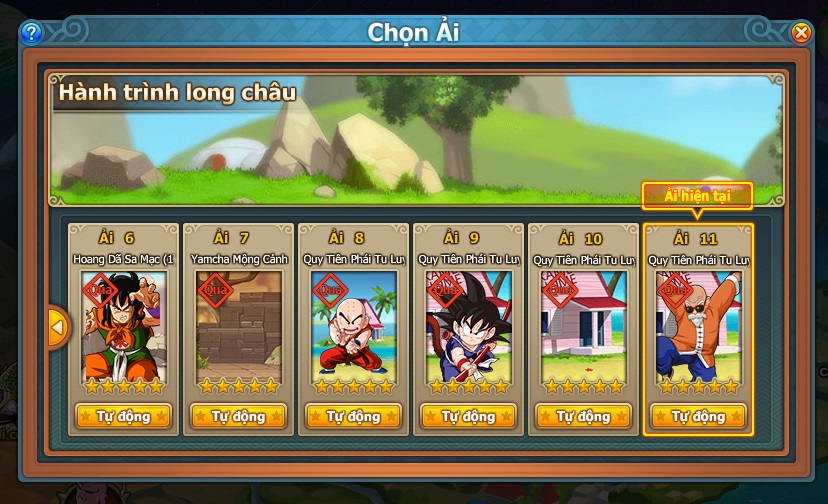 ?
Chọn Ải
Hành trình long châu
Ải hiện tại
Ải 6
Ải 7
Ải 8
Ải 9
Ải 10
Ải 11
Hoang Dã Sa Mạc (1
Yamcha Mộng Cảnh
Quy Tiên Phái Tu Luy
Quy Tiên Phái Tu Luy
Quy Tiên Phái Tu Luy
Quy Tiên Phái Tu Luy
Qua
Qua
Qua
Qua
Qua
Qua
Tự động
Tự động
Tự động
Tự động
Tự động
Tự động